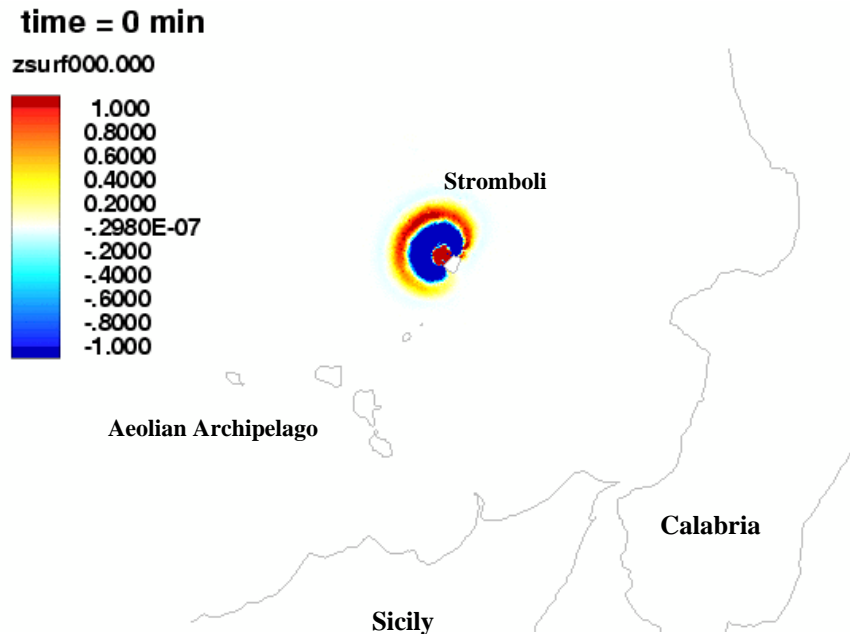 time = 0 min
zsurf000.000
1.000
0.8000
0.6000
0.4000
0.2000
-.2980E-07
-.2000
-.4000
-.6000
-.8000
-1.000
Stromboli
Aeolian Archipelago
Calabria
Sicily